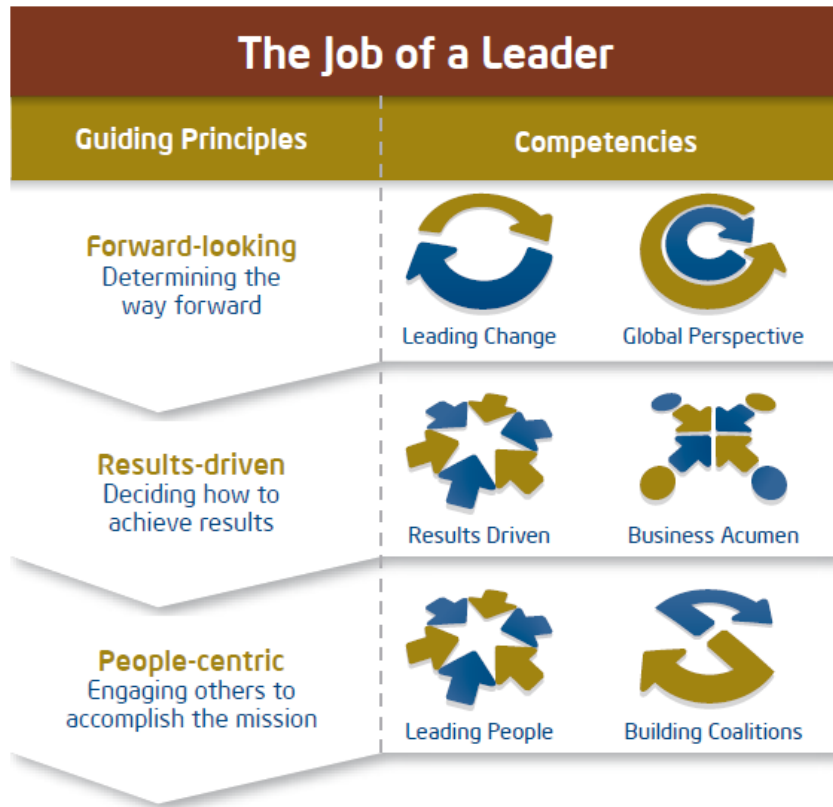 The Job of a Leader
Guiding Principles
Competencies
Forward-looking
Determining the
way forward
Leading Change
Global Perspective
Results-driven
Deciding how to
achieve results
Results Driven
Business Acumen
People-centric
Engaging others to
accomplish the mission
Leading People
Building Coalitions